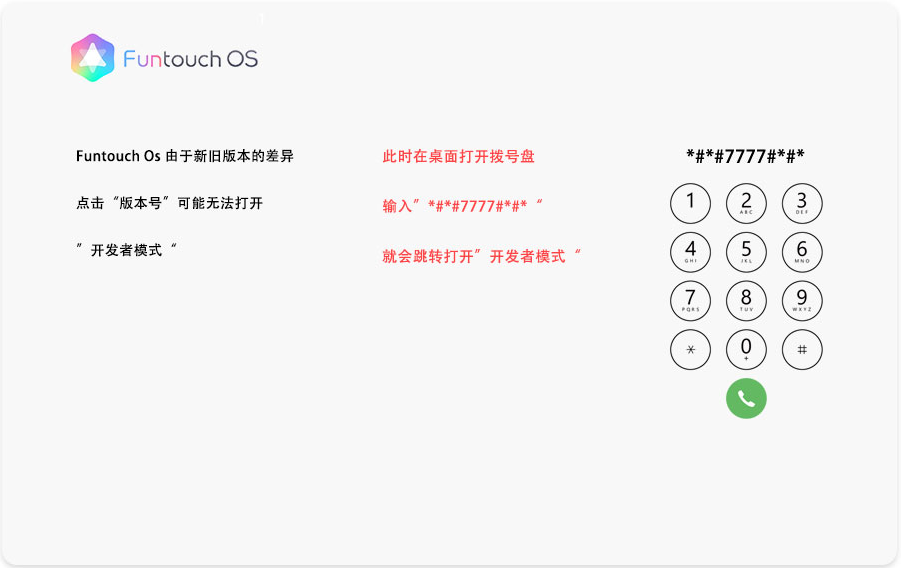 Funtouch OS
Funtouch Os 由于新旧版本的差异
点击“版本号”可能无法打开
”开发者模式“
此时在桌面打开拨号盘
输入”*#*#7777#*#*“
就会跳转打开”开发者模式“
*#*#7777#*#*
1 2 3
ABC DEF
4 5 6
GHI JKL MNO
7 8 9
PQRS TUV WXYZ
* 0 #
+